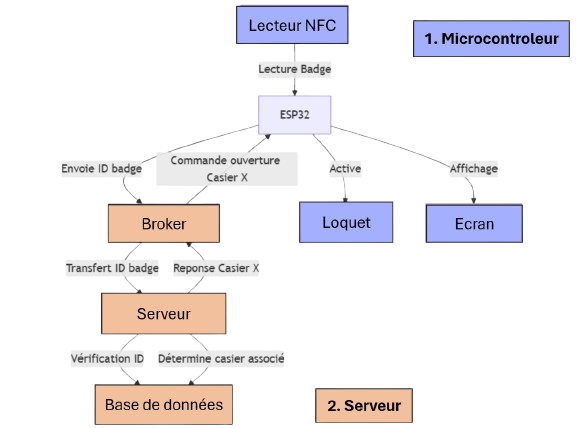 Lecteur NFC
1. Microcontroleur
Lecture Badge
ESP32
Envoie ID badge
Commande ouverture
Casier X
Active
Affichage
Broker
Loquet
Ecran
Transfert ID badge
Reponse Casier X
Serveur
Vérification ID
Détermine casier associé
Base de données
2. Serveur